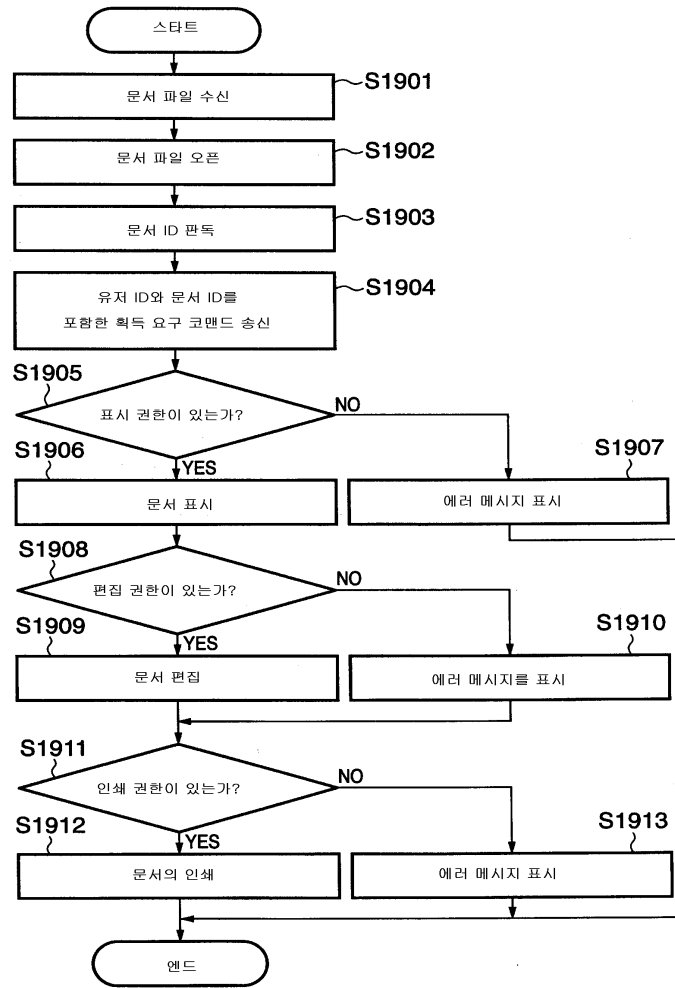 스타트
문서 파일 수신
S1901
문서 파일 오픈
S1902
문서 ID 판독
S1903
유저 ID와 문서 ID를
포함한 획득 요구 코맨드 송신
S1904
S1905
표시 권한이 있는가?
NO
YES
S1906
문서 표시
S1907
에러 메시지 표시
S1908
편집 권한이 있는가?
NO
YES
S1909
문서 편집
S1910
에러 메시지를 표시
S1911
인쇄 권한이 있는가?
NO
YES
S1912
문서의 인쇄
S1913
에러 메시지 표시
엔드